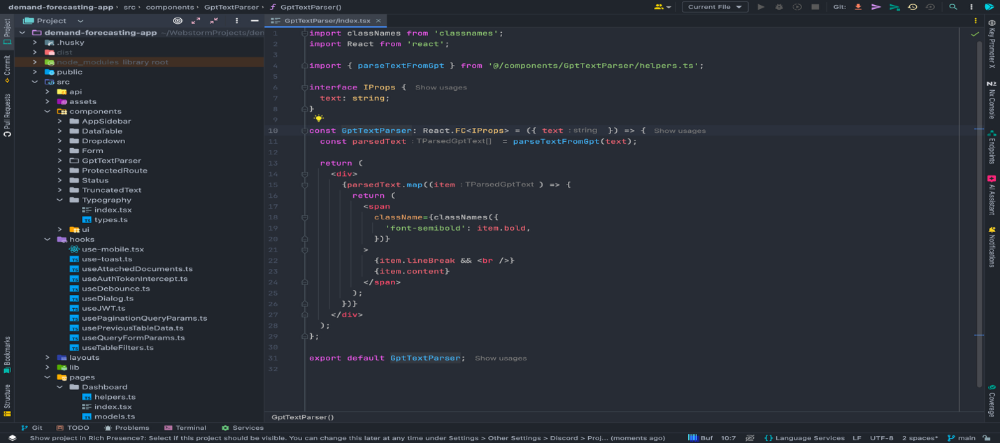 demand-forecasting-app › src › components › GptTextParser › GptTextParser()
Current File
Git:
Project
GptTextParser/index.tsx
Project
Commit
Pull Requests
Bookmarks
Structure
demand-forecasting-app ~/WebstormProjects/den
.husky
dist
node_modules library root
public
src
api
assets
components
AppSidebar
DataTable
Dropdown
Form
GptTextParser
ProtectedRoute
Status
TruncatedText
Typography
index.tsx
types.ts
ui
hooks
use-mobile.tsx
use-toast.ts
useAttachedDocuments.ts
useAuthTokenIntercept.ts
useDebounce.ts
useDialog.ts
useJWT.ts
usePaginationQueryParams.ts
usePreviousTableData.ts
useQueryFormParams.ts
useTableFilters.ts
layouts
lib
pages
Dashboard
helpers.ts
index.tsx
models.ts
1 import classNames from 'classnames';
2 import React from 'react';
3
4 import { parseTextFromGpt } from '@/components/GptTextParser/helpers.ts';
5
6 interface IProps { Show usages
7 text: string;
8 }
9
10 const GptTextParser: React.FC<IProps> = ({ text : string }) => { Show usages
11 const parsedText : TParsedGptText[] = parseTextFromGpt(text);
12
13 return (
14 <div>
15 {parsedText.map((item : TParsedGptText ) => {
16 return (
17 <span
18 className={classNames({
19 'font-semibold': item.bold,
20 })}
21 >
22 {item.lineBreak && <br />}
23 {item.content}
24 </span>
25 );
26 })}
27 </div>
28 );
29 };
30
31 export default GptTextParser; Show usages
32
GptTextParser()
Key Promoter X
Nx Console
Endpoints
AI Assistant
Notifications
Coverage
Git TODO Problems Terminal Services
Show project in Rich Presence?: Select if this project should be visible. You can change this later at any time under Settings > Other Settings > Discord > Proj... (moments ago)
Buf 10:7 {} Language Services LF UTF-8 2 spaces* main